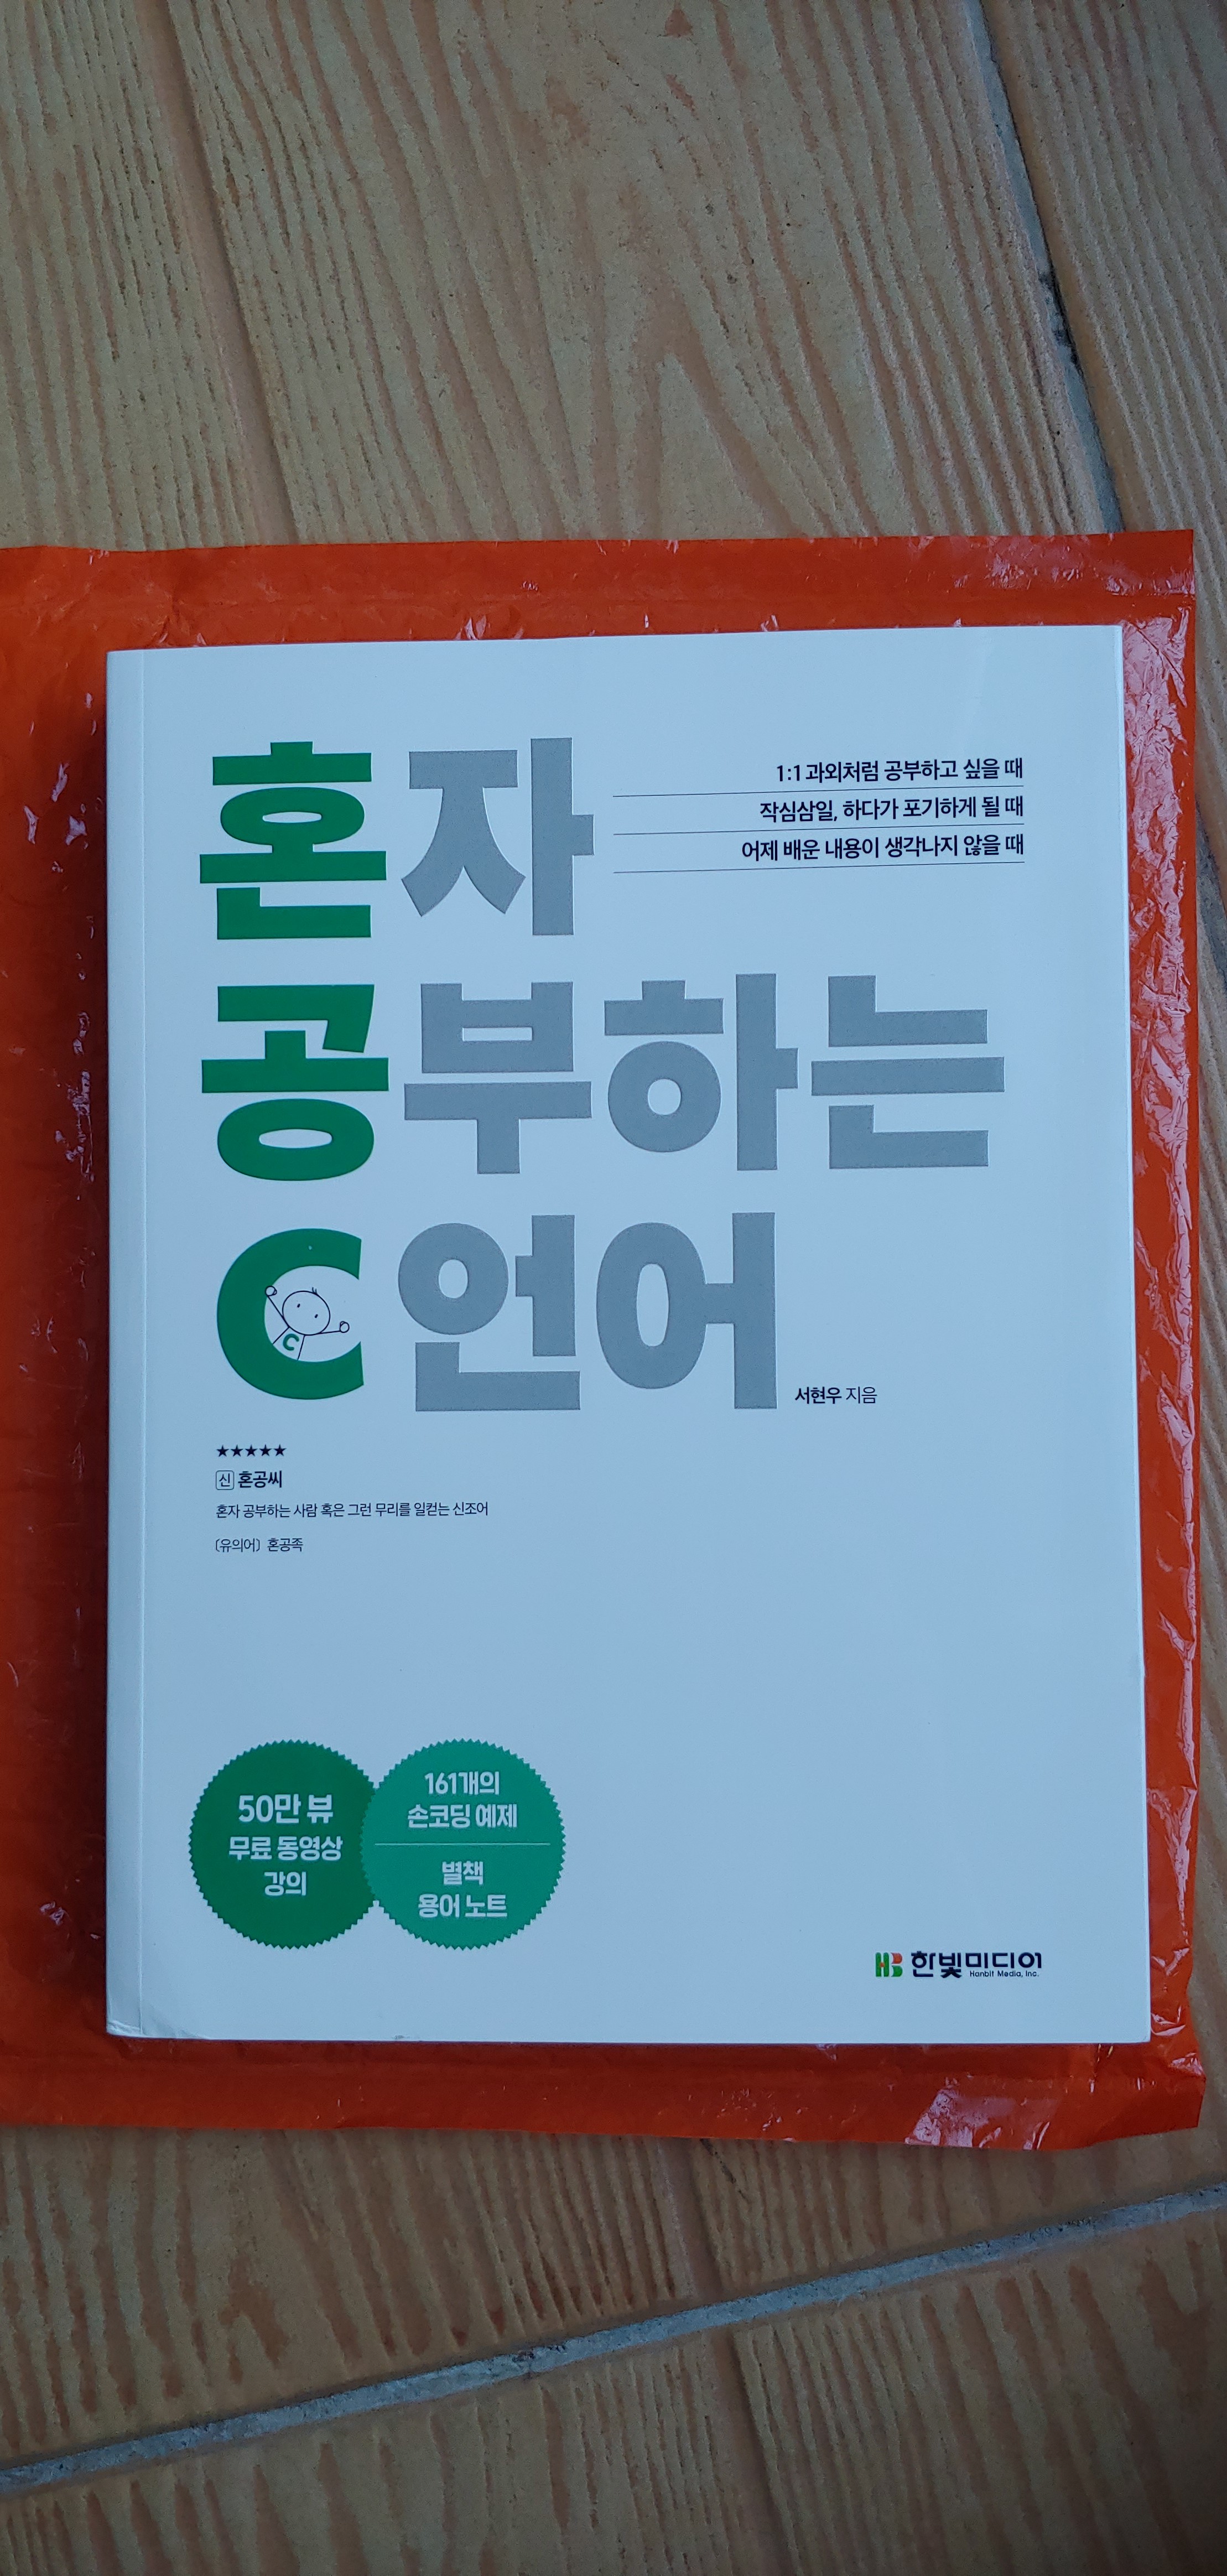 혼자
1:1 과외처럼 공부하고 싶을 때
작심삼일, 하다가 포기하게 될 때
어제 배운 내용이 생각나지 않을 때
공부하는
C 언어
C
서현우 지음
★★★★★
신 혼공씨
혼자 공부하는 사람 혹은 그런 무리를 일컫는 신조어
[유의어] 혼공족
50만 뷰
무료 동영상
강의
161개의
손코딩 예제
별책
용어 노트
HB 한빛미디어
Hanbit Media, Inc.